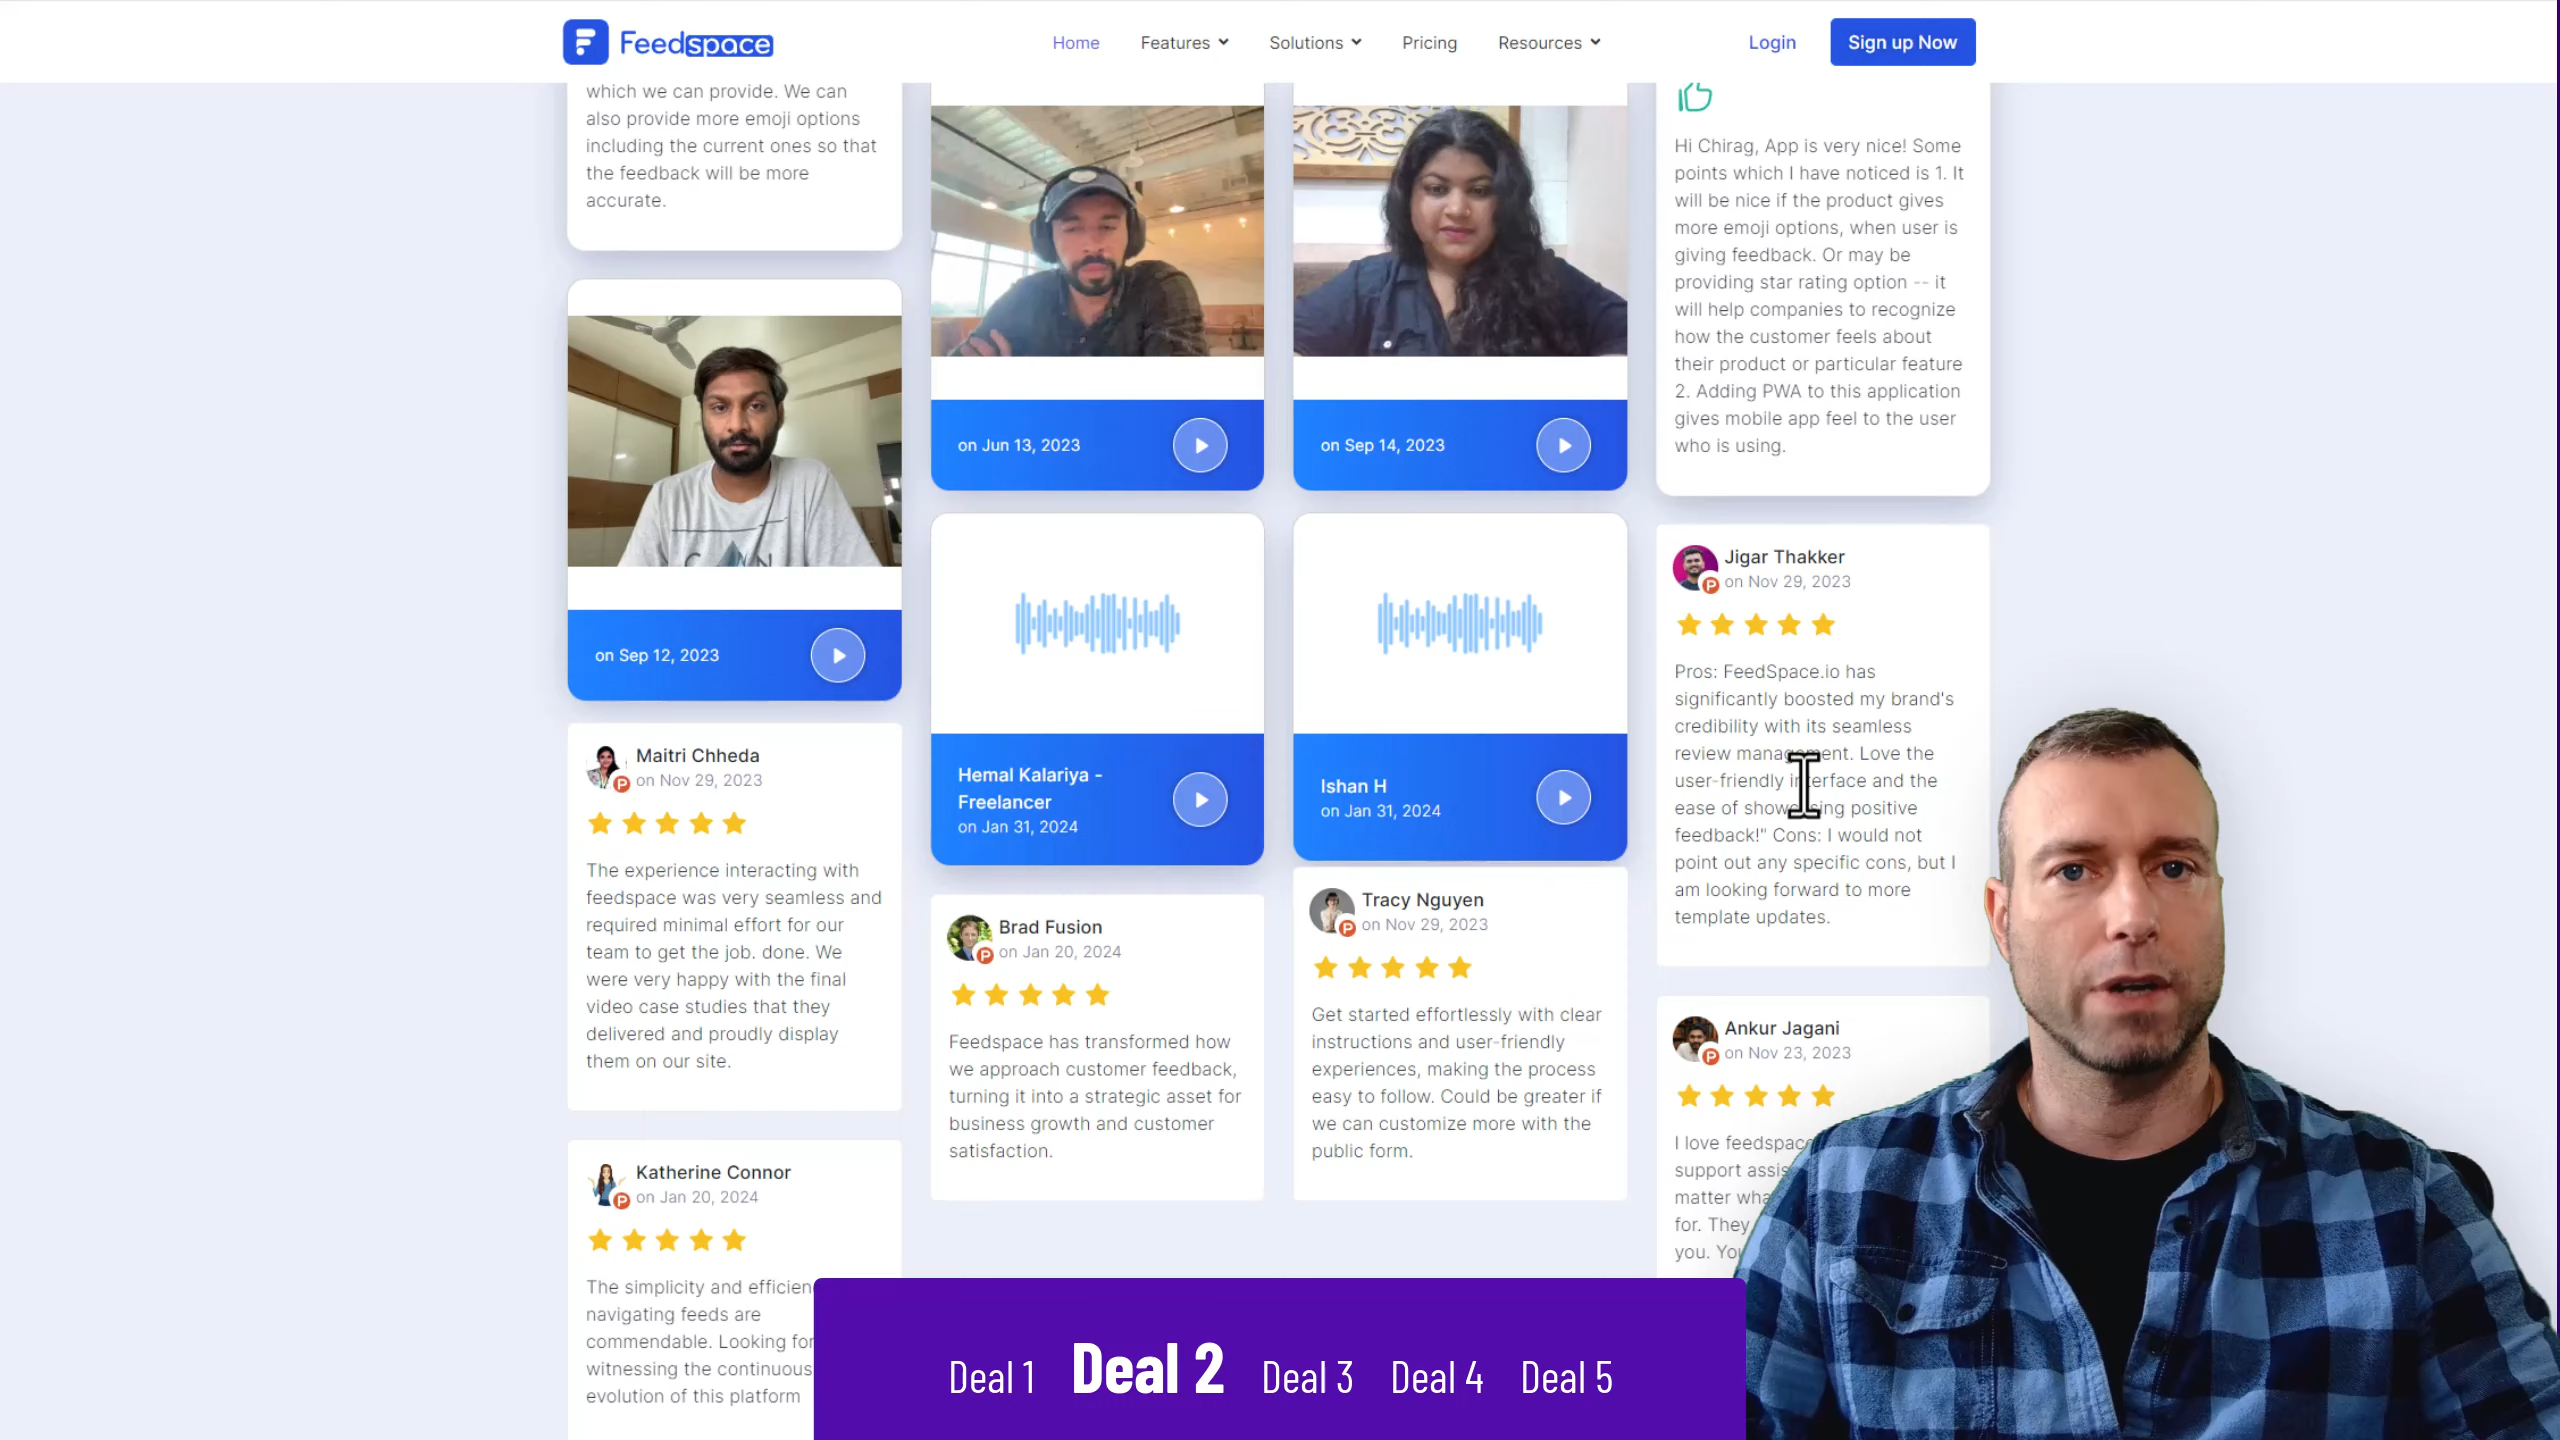 Feedspace
Home
Features
Solutions
Pricing
Resources
Login
Sign up Now
which we can provide. We can
also provide more emoji options
including the current ones so that
the feedback will be more
accurate.
on Sep 12, 2023
Maitri Chheda
on Nov 29, 2023
The experience interacting with
feedspace was very seamless and
required minimal effort for our
team to get the job. done. We
were very happy with the final
video case studies that they
delivered and proudly display
them on our site.
Katherine Connor
on Jan 20, 2024
The simplicity and efficien
navigating feeds are
commendable. Looking for
witnessing the continuous
evolution of this platform
on Jun 13, 2023
Hemal Kalariya -
Freelancer
on Jan 31, 2024
Brad Fusion
on Jan 20, 2024
Feedspace has transformed how
we approach customer feedback,
turning it into a strategic asset for
business growth and customer
satisfaction.
on Sep 14, 2023
Ishan H
on Jan 31, 2024
Tracy Nguyen
on Nov 29, 2023
Get started effortlessly with clear
instructions and user-friendly
experiences, making the process
easy to follow. Could be greater if
we can customize more with the
public form.
Hi Chirag, App is very nice! Some
points which I have noticed is 1. It
will be nice if the product gives
more emoji options, when user is
giving feedback. Or may be
providing star rating option -- it
will help companies to recognize
how the customer feels about
their product or particular feature
2. Adding PWA to this application
gives mobile app feel to the user
who is using.
Jigar Thakker
on Nov 29, 2023
Pros: FeedSpace.io has
significantly boosted my brand's
credibility with its seamless
review management. Love the
user-friendly interface and the
ease of showcasing positive
feedback!" Cons: I would not
point out any specific cons, but I
am looking forward to more
template updates.
Ankur Jagani
on Nov 23, 2023
I love feedspac
support assis
matter wha
for. They
you. You
Deal 1 Deal 2 Deal 3 Deal 4 Deal 5